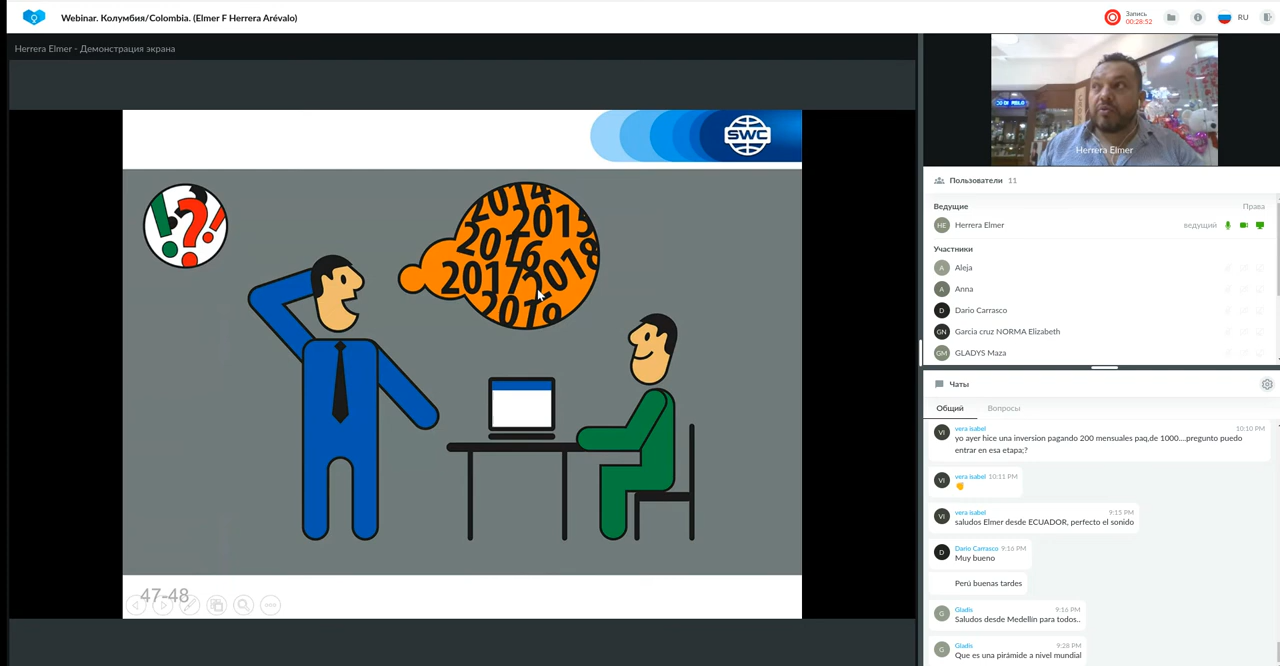 Webinar. Колумбия/Colombia. (Elmer F Herrera Arévalo)
Запись
00:28:52
RU
Herrera Elmer - Демонстрация экрана
SWC
2014
2015
2016
2017
2018
2019
47-48
Herrera Elmer
Пользователи 11
Ведущие Права
HE Herrera Elmer ведущий
Участники
A Aleja
A Anna
D Dario Carrasco
GN Garcia cruz NORMA Elizabeth
GM GLADYS Maza
Чаты
Общий Вопросы
VI vera isabel 10:10 PM
yo ayer hice una inversion pagando 200 mensuales paq,de 1000....pregunto puedo
entrar en esa etapa;?
VI vera isabel 10:11 PM
VI vera isabel 9:15 PM
saludos Elmer desde ECUADOR, perfecto el sonido
D Dario Carrasco 9:16 PM
Muy bueno
Perú buenas tardes
G Gladis 9:16 PM
Saludos desde Medellín para todos..
G Gladis 9:28 PM
Que es una pirámide a nivel mundial